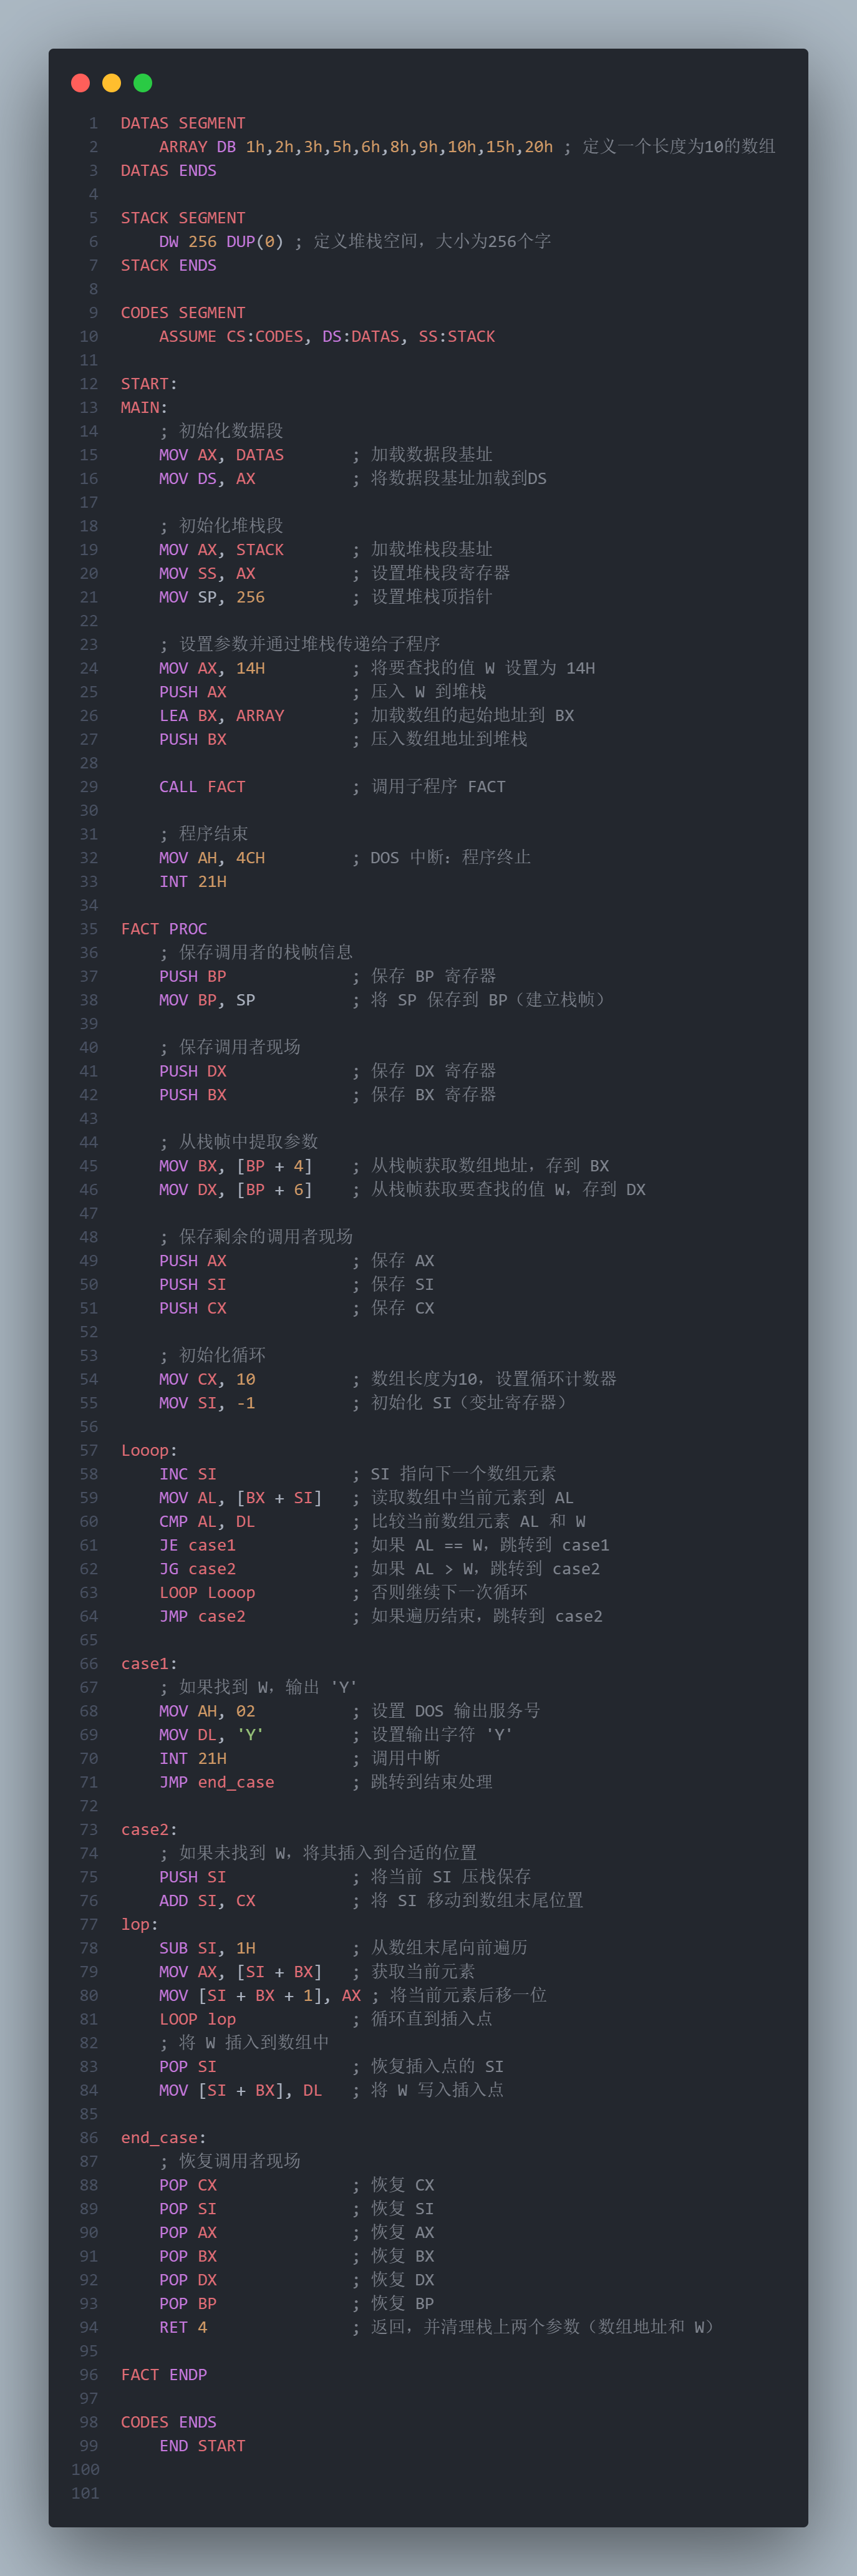 1 DATAS SEGMENT
2     ARRAY DB 1h,2h,3h,5h,6h,8h,9h,10h,15h,20h ; 定义一个长度为10的数组
3 DATAS ENDS
4
5 STACK SEGMENT
6     DW 256 DUP(0) ; 定义堆栈空间，大小为256个字
7 STACK ENDS
8
9 CODES SEGMENT
10     ASSUME CS:CODES, DS:DATAS, SS:STACK
11
12 START:
13 MAIN:
14     ; 初始化数据段
15     MOV AX, DATAS       ; 加载数据段基址
16     MOV DS, AX          ; 将数据段基址加载到DS
17
18     ; 初始化堆栈段
19     MOV AX, STACK       ; 加载堆栈段基址
20     MOV SS, AX          ; 设置堆栈段寄存器
21     MOV SP, 256         ; 设置堆栈顶指针
22
23     ; 设置参数并通过堆栈传递给子程序
24     MOV AX, 14H         ; 将要查找的值 W 设置为 14H
25     PUSH AX             ; 压入 W 到堆栈
26     LEA BX, ARRAY       ; 加载数组的起始地址到 BX
27     PUSH BX             ; 压入数组地址到堆栈
28
29     CALL FACT           ; 调用子程序 FACT
30
31     ; 程序结束
32     MOV AH, 4CH         ; DOS 中断：程序终止
33     INT 21H
34
35 FACT PROC
36     ; 保存调用者的栈帧信息
37     PUSH BP             ; 保存 BP 寄存器
38     MOV BP, SP          ; 将 SP 保存到 BP（建立栈帧）
39
40     ; 保存调用者现场
41     PUSH DX             ; 保存 DX 寄存器
42     PUSH BX             ; 保存 BX 寄存器
43
44     ; 从栈帧中提取参数
45     MOV BX, [BP + 4]    ; 从栈帧获取数组地址，存到 BX
46     MOV DX, [BP + 6]    ; 从栈帧获取要查找的值 W，存到 DX
47
48     ; 保存剩余的调用者现场
49     PUSH AX             ; 保存 AX
50     PUSH SI             ; 保存 SI
51     PUSH CX             ; 保存 CX
52
53     ; 初始化循环
54     MOV CX, 10          ; 数组长度为10，设置循环计数器
55     MOV SI, -1          ; 初始化 SI（变址寄存器）
56
57 Looop:
58     INC SI              ; SI 指向下一个数组元素
59     MOV AL, [BX + SI]   ; 读取数组中当前元素到 AL
60     CMP AL, DL          ; 比较当前数组元素 AL 和 W
61     JE case1            ; 如果 AL == W，跳转到 case1
62     JG case2            ; 如果 AL > W，跳转到 case2
63     LOOP Looop          ; 否则继续下一次循环
64     JMP case2           ; 如果遍历结束，跳转到 case2
65
66 case1:
67     ; 如果找到 W，输出 'Y'
68     MOV AH, 02          ; 设置 DOS 输出服务号
69     MOV DL, 'Y'         ; 设置输出字符 'Y'
70     INT 21H             ; 调用中断
71     JMP end_case        ; 跳转到结束处理
72
73 case2:
74     ; 如果未找到 W，将其插入到合适的位置
75     PUSH SI             ; 将当前 SI 压栈保存
76     ADD SI, CX          ; 将 SI 移动到数组末尾位置
77 lop:
78     SUB SI, 1H          ; 从数组末尾向前遍历
79     MOV AX, [SI + BX]   ; 获取当前元素
80     MOV [SI + BX + 1], AX ; 将当前元素后移一位
81     LOOP lop            ; 循环直到插入点
82     ; 将 W 插入到数组中
83     POP SI              ; 恢复插入点的 SI
84     MOV [SI + BX], DL   ; 将 W 写入插入点
85
86 end_case:
87     ; 恢复调用者现场
88     POP CX              ; 恢复 CX
89     POP SI              ; 恢复 SI
90     POP AX              ; 恢复 AX
91     POP BX              ; 恢复 BX
92     POP DX              ; 恢复 DX
93     POP BP              ; 恢复 BP
94     RET 4               ; 返回，并清理栈上两个参数（数组地址和 W）
95
96 FACT ENDP
97
98 CODES ENDS
99     END START
100
101